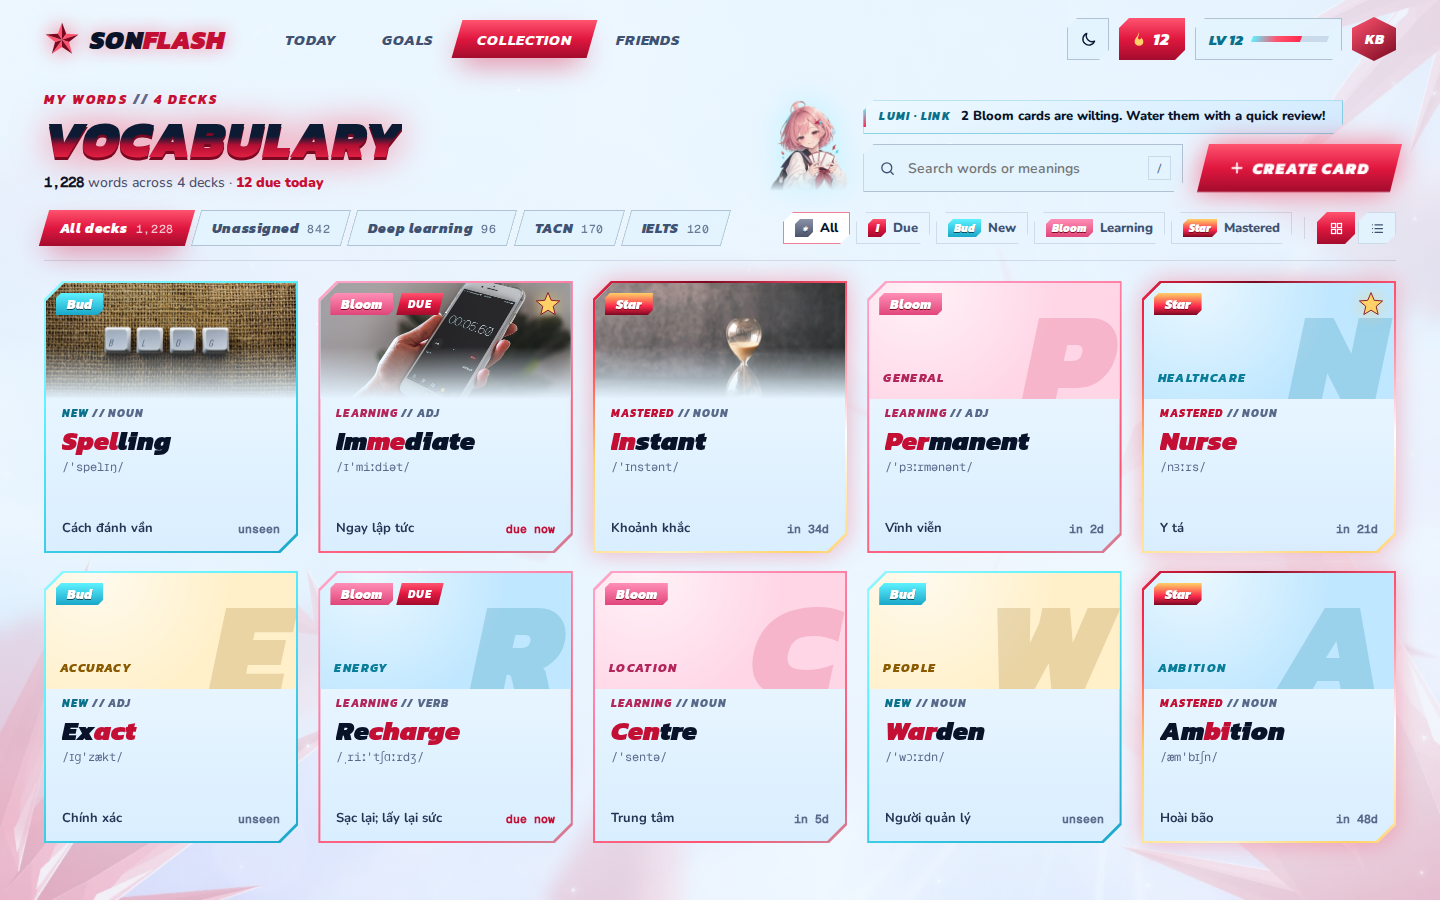 SONFLASH
TODAY GOALS COLLECTION FRIENDS
12
LV 12
KB
MY WORDS // 4 DECKS
VOCABULARY
1,228 words across 4 decks · 12 due today
LUMI · LINK 2 Bloom cards are wilting. Water them with a quick review!
Search words or meanings /
+ CREATE CARD
All decks 1,228
Unassigned 842
Deep learning 96
TACN 170
IELTS 120
All
! Due
Bud New
Bloom Learning
Star Mastered
Bud
B L O G
NEW // NOUN
Spelling
/ˈspelɪŋ/
Cách đánh vần unseen
Bloom DUE
00:05.60
LEARNING // ADJ
Immediate
/ɪˈmiːdiət/
Ngay lập tức due now
Star
MASTERED // NOUN
Instant
/ˈɪnstənt/
Khoảnh khắc in 34d
Bloom
P
GENERAL
LEARNING // ADJ
Permanent
/ˈpɜːrmənənt/
Vĩnh viễn in 2d
Star
N
HEALTHCARE
MASTERED // NOUN
Nurse
/nɜːrs/
Y tá in 21d
Bud
E
ACCURACY
NEW // ADJ
Exact
/ɪɡˈzækt/
Chính xác unseen
Bloom DUE
R
ENERGY
LEARNING // VERB
Recharge
/ˌriːˈtʃɑːrdʒ/
Sạc lại; lấy lại sức due now
Bloom
C
LOCATION
LEARNING // NOUN
Centre
/ˈsentə/
Trung tâm in 5d
Bud
W
PEOPLE
NEW // NOUN
Warden
/ˈwɔːrdn/
Người quản lý unseen
Star
A
AMBITION
MASTERED // NOUN
Ambition
/æmˈbɪʃn/
Hoài bão in 48d